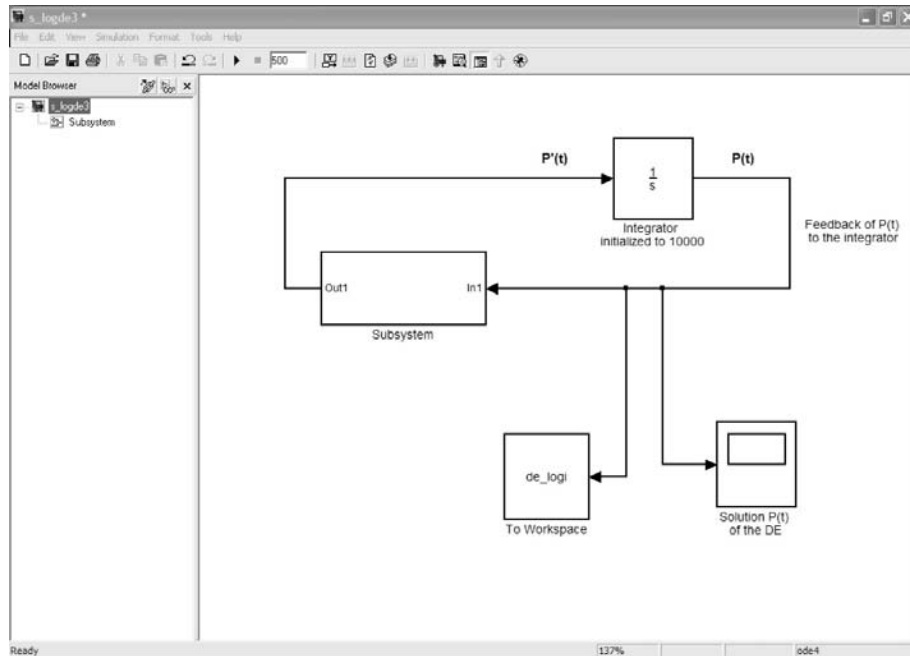 s_logde3 *
File Edit View Simulation Format Tools Help
500
Model Browser
s_logde3
Subsystem
P'(t)
P(t)
1
s
Integrator
initialized to 10000
Feedback of P(t)
to the integrator
Out1
In1
Subsystem
de_logi
To Workspace
Solution P(t)
of the DE
Ready
137%
ode4